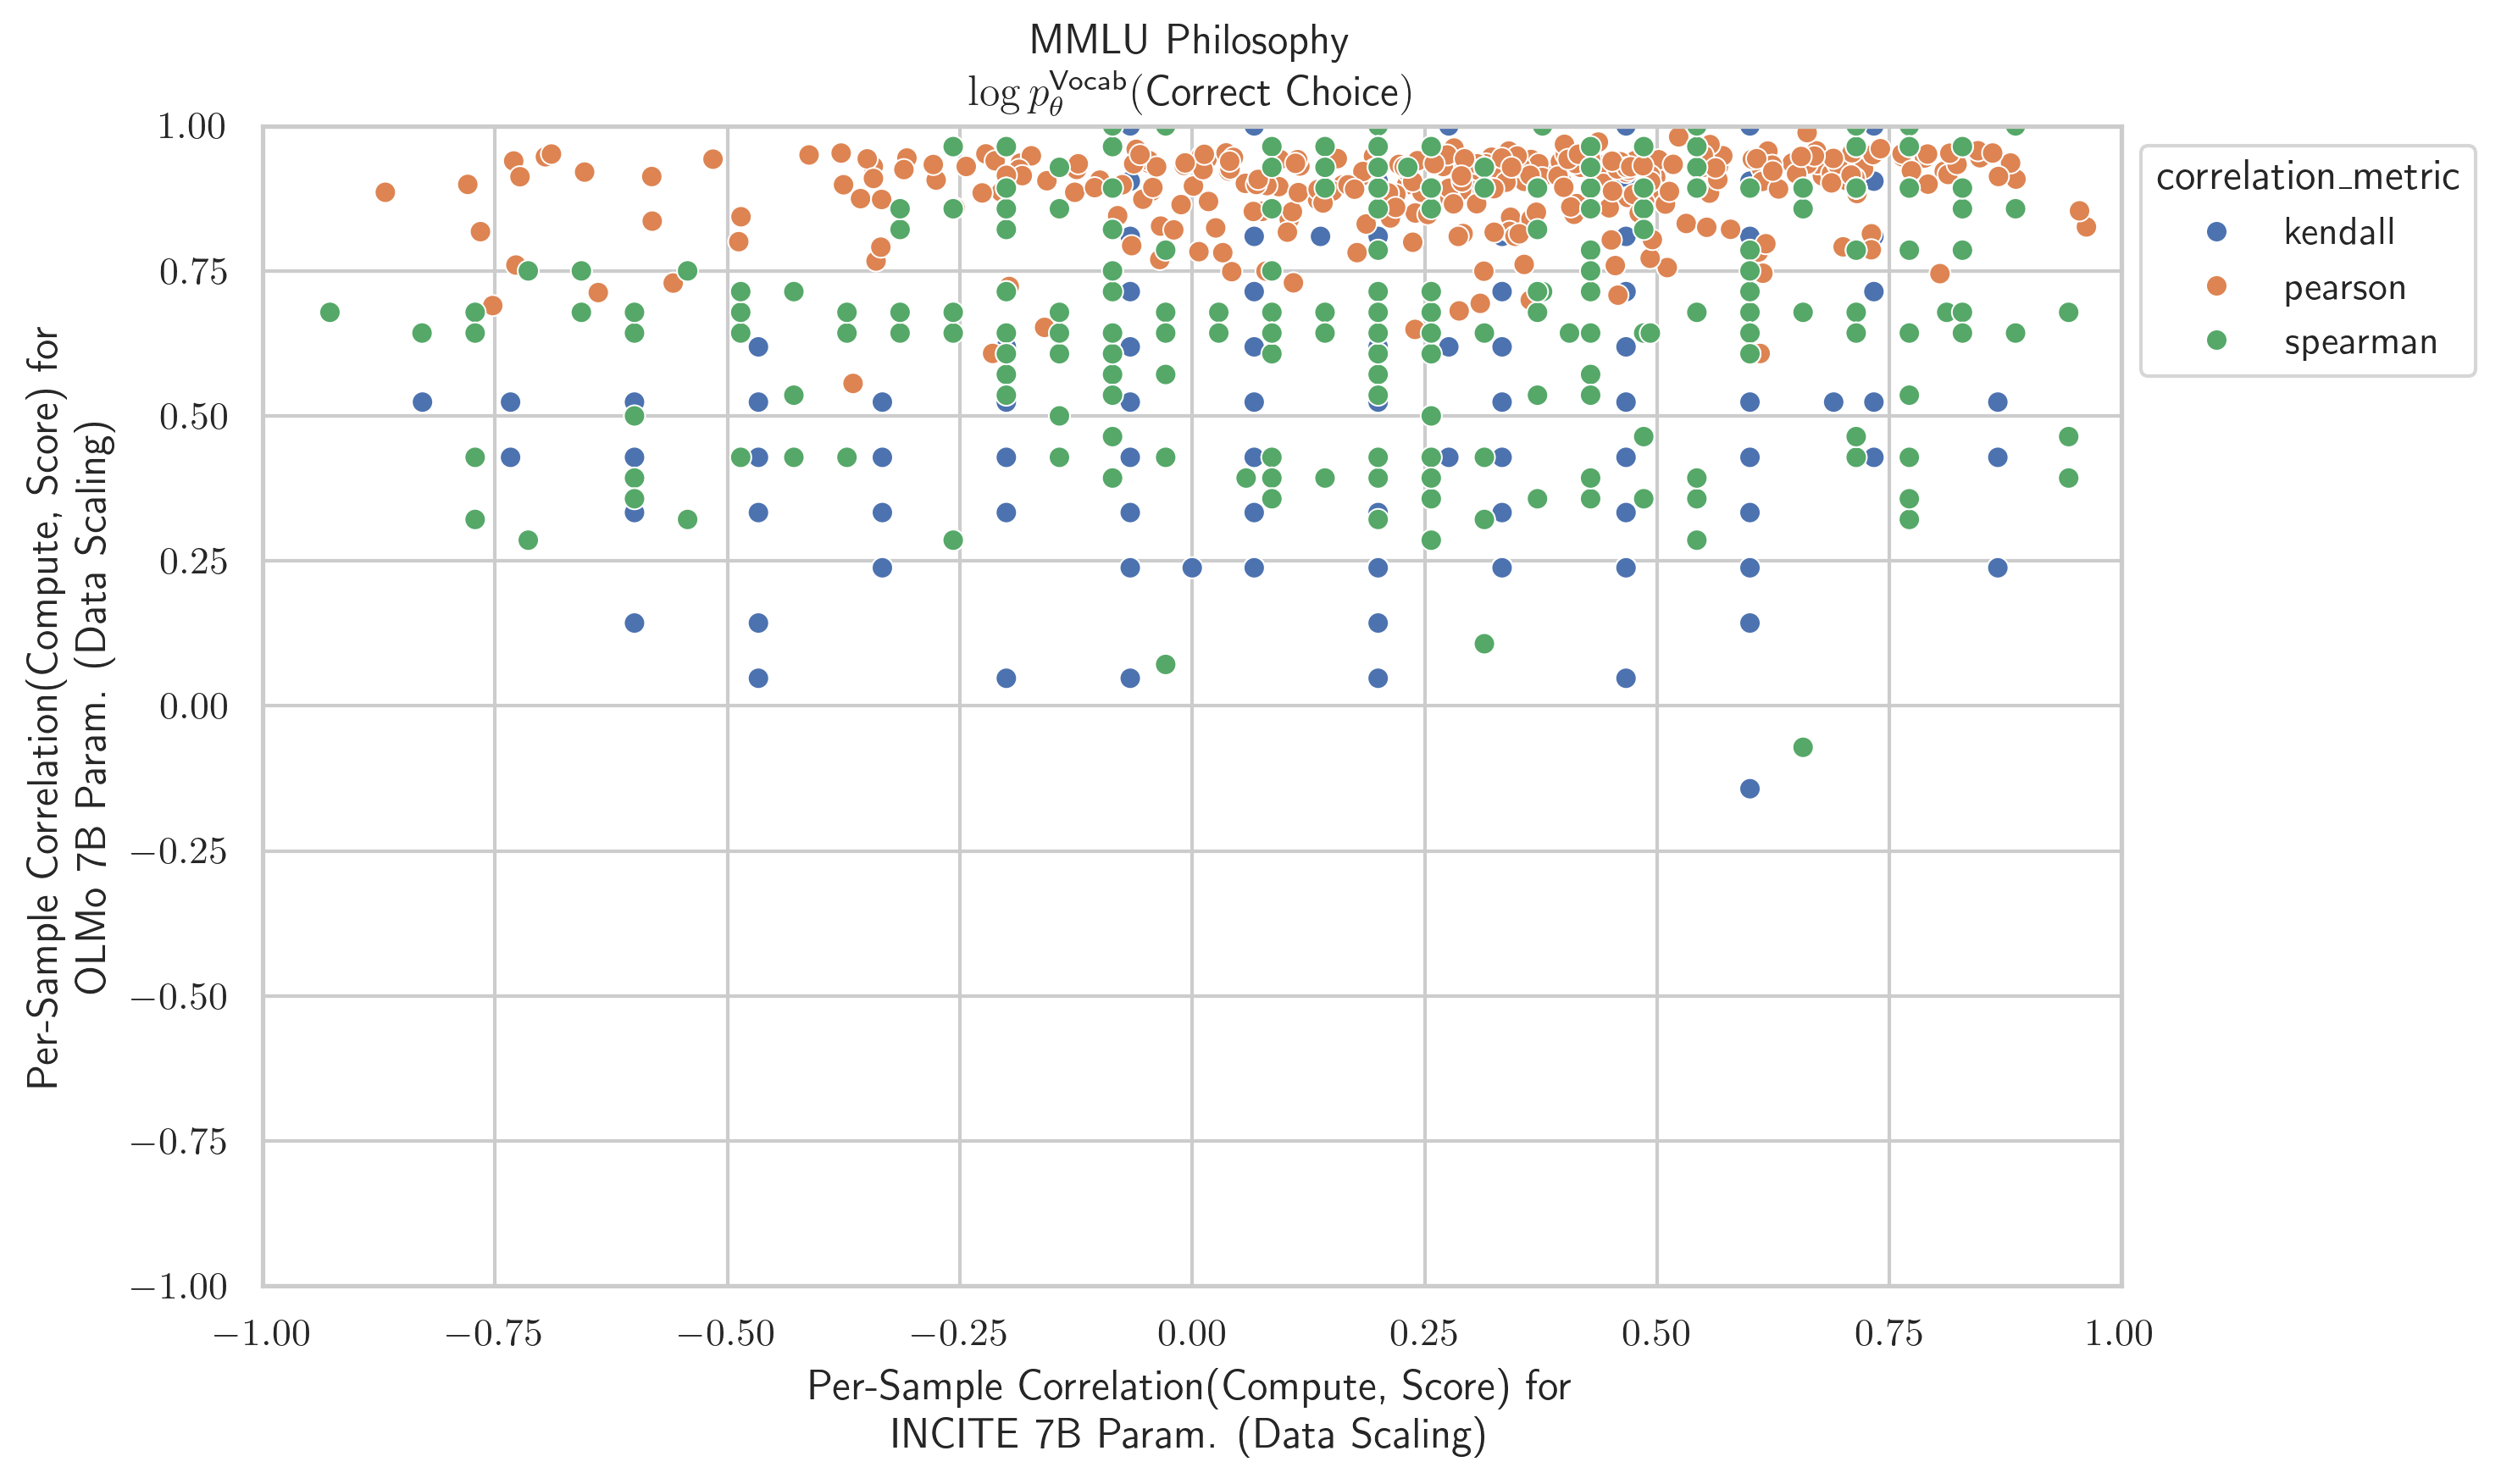 MMLU Philosophy
log p_θ^Vocab(Correct Choice)
Per-Sample Correlation(Compute, Score) for
OLMo 7B Param. (Data Scaling)
1.00
0.75
0.50
0.25
0.00
−0.25
−0.50
−0.75
−1.00
−1.00
−0.75
−0.50
−0.25
0.00
0.25
0.50
0.75
1.00
Per-Sample Correlation(Compute, Score) for
INCITE 7B Param. (Data Scaling)
correlation_metric
kendall
pearson
spearman